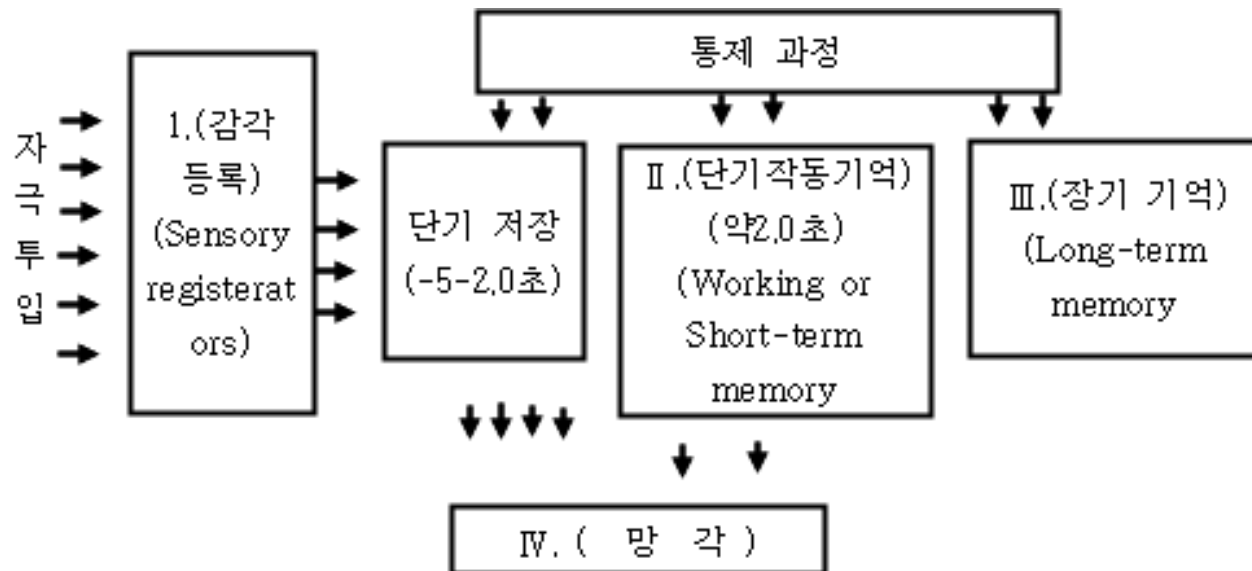 통제 과정
자
극
투
입
1.(감각
등록)
(Sensory
registerat
ors)
단기 저장
(-5-2.0초)
Ⅱ.(단기작동기억)
(약2.0초)
(Working or
Short-term
memory
Ⅲ.(장기 기억)
(Long-term
memory)
Ⅳ. ( 망 각 )